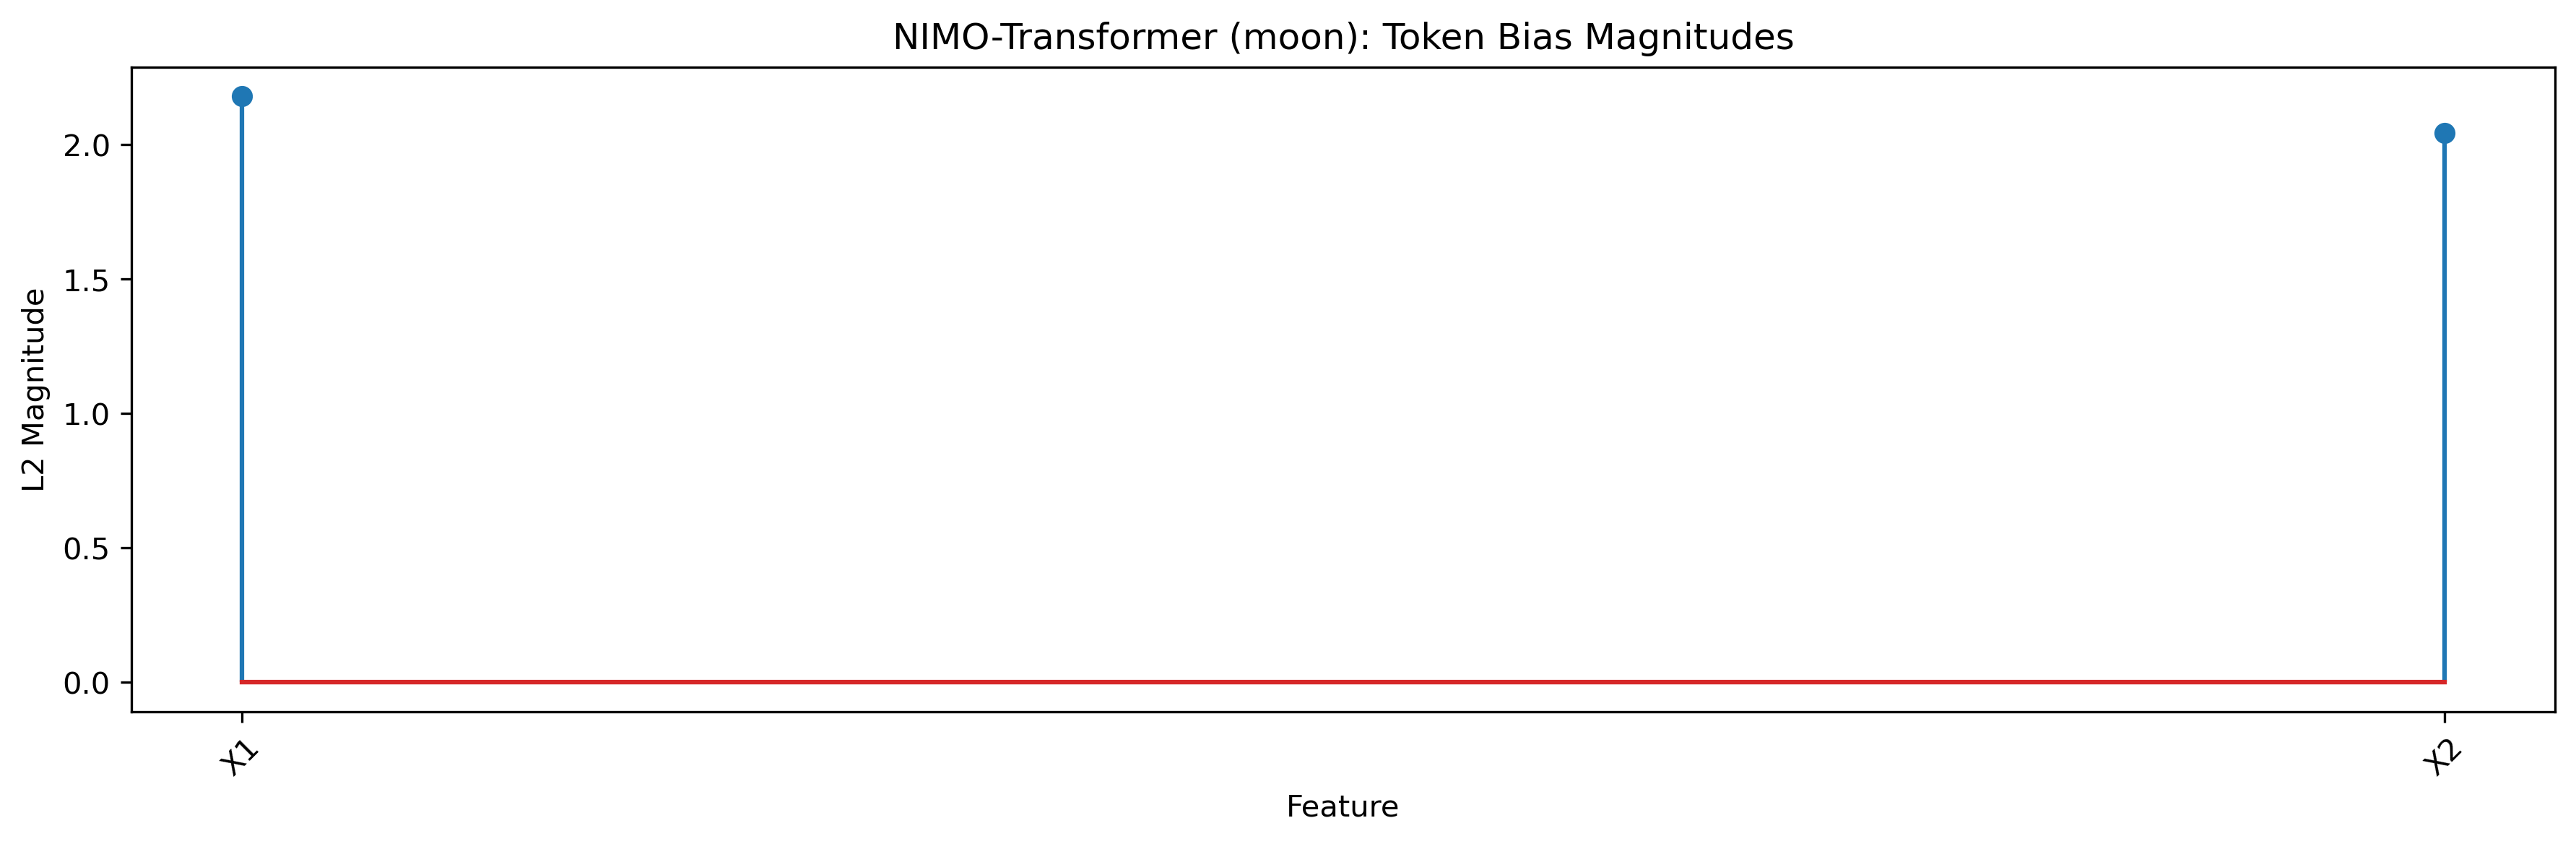 NIMO-Transformer (moon): Token Bias Magnitudes
L2 Magnitude
2.0
1.5
1.0
0.5
0.0
X1
X2
Feature